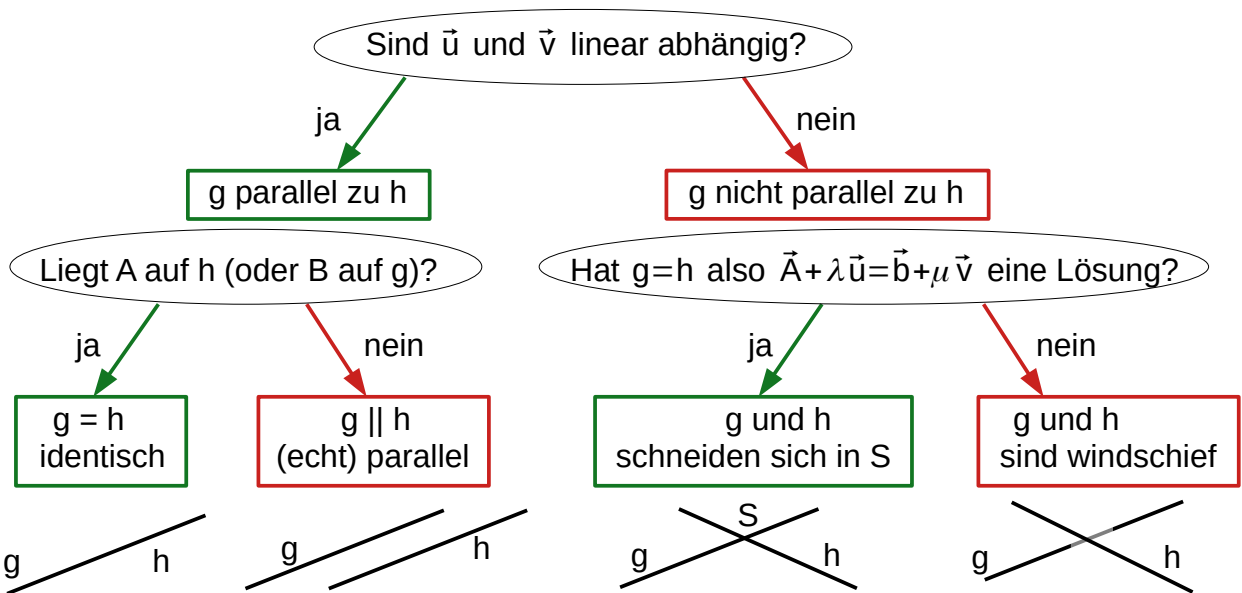 Sind u⃗ und v⃗ linear abhängig?
ja
nein
g parallel zu h
g nicht parallel zu h
Liegt A auf h (oder B auf g)?
Hat g=h also A⃗+λu⃗=b⃗+μv⃗ eine Lösung?
ja
nein
ja
nein
g = h
identisch
g || h
(echt) parallel
g und h
schneiden sich in S
g und h
sind windschief
g
h
g
h
S
g
h
g
h